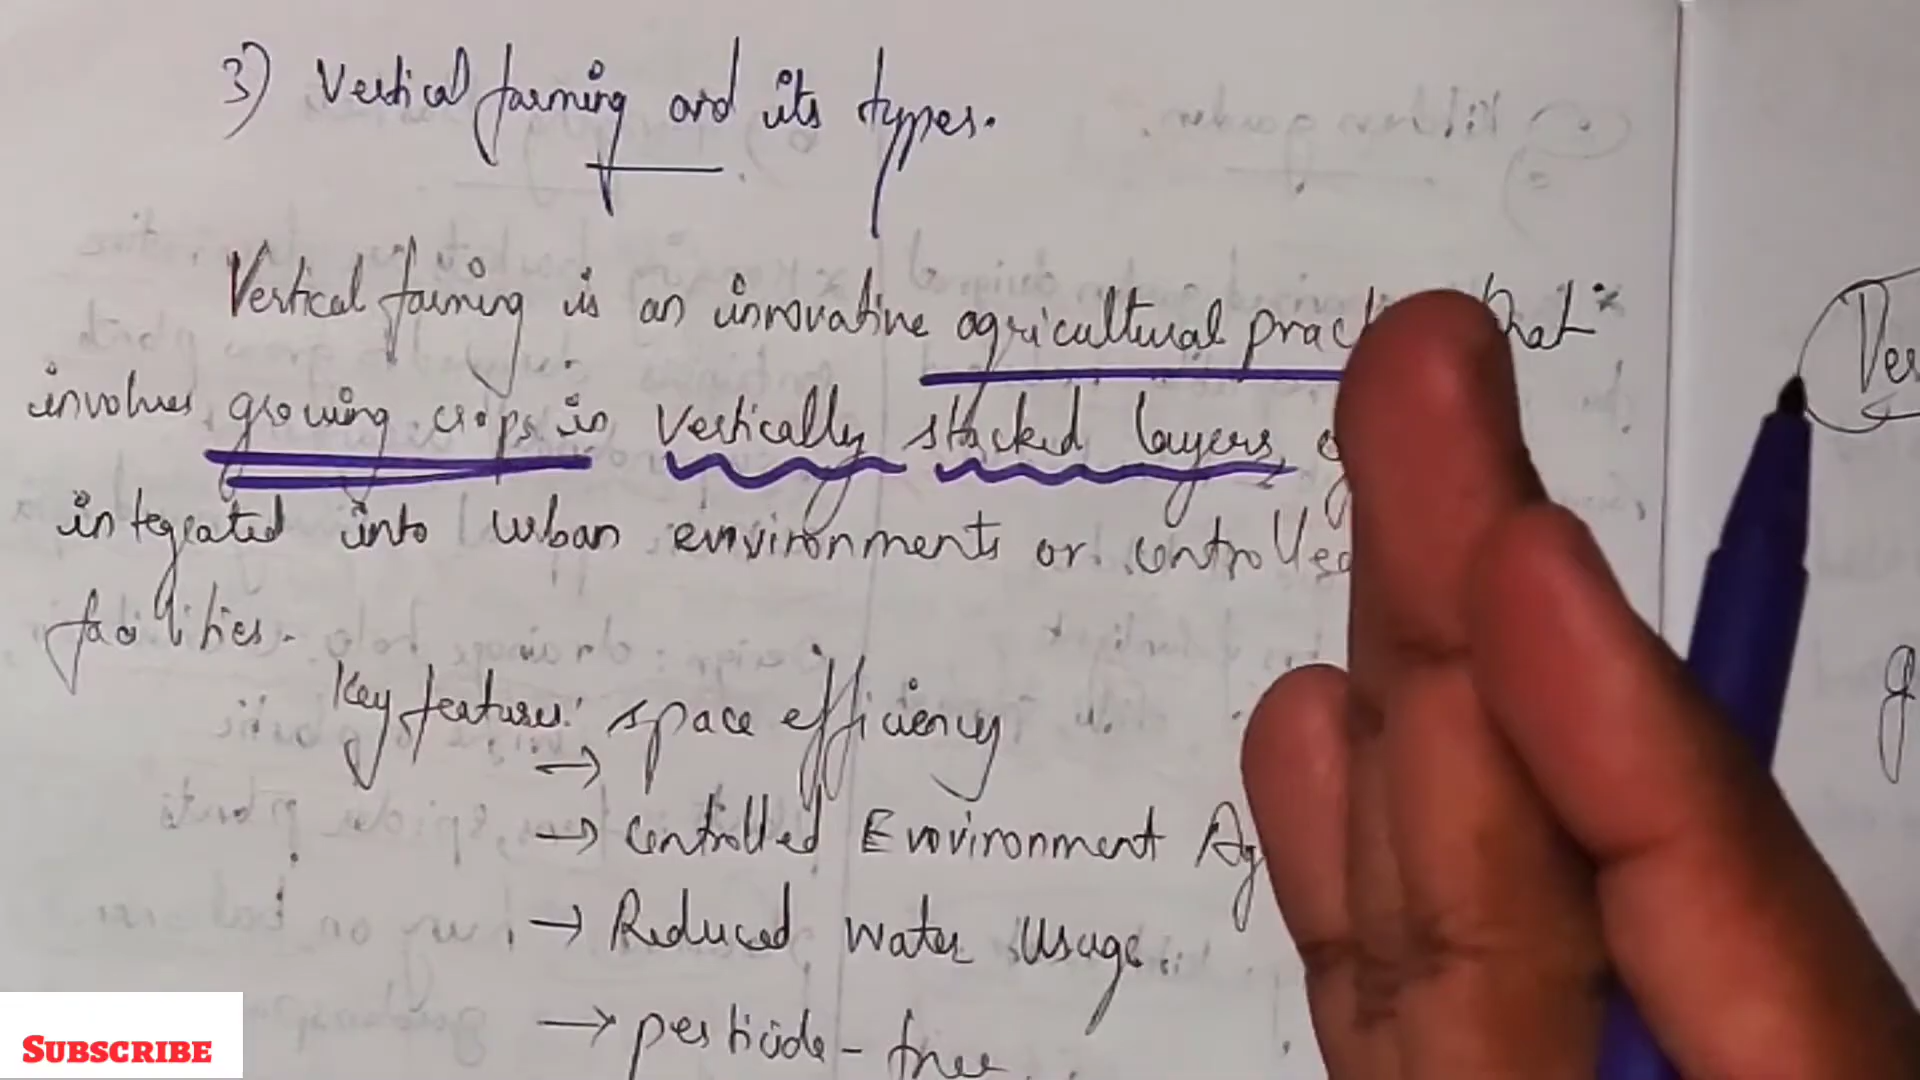 3) Vertical farming and its types.
Vertical farming is an innovative agricultural that
involves growing crops in vertically stacked layers,
integrated into urban environments or controlled
facilities.
Key features: space efficiency
→ Controlled Environment
→ Reduced Water Usage.
→ pesticide-free
Ver
g
SUBSCRIBE